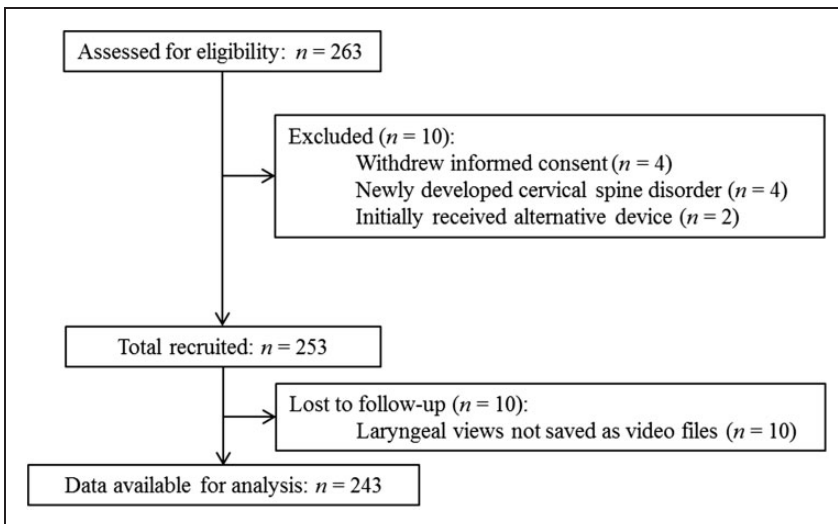 Assessed for eligibility: n = 263
Excluded (n = 10):
Withdrew informed consent (n = 4)
Newly developed cervical spine disorder (n = 4)
Initially received alternative device (n = 2)
Total recruited: n = 253
Lost to follow-up (n = 10):
Laryngeal views not saved as video files (n = 10)
Data available for analysis: n = 243